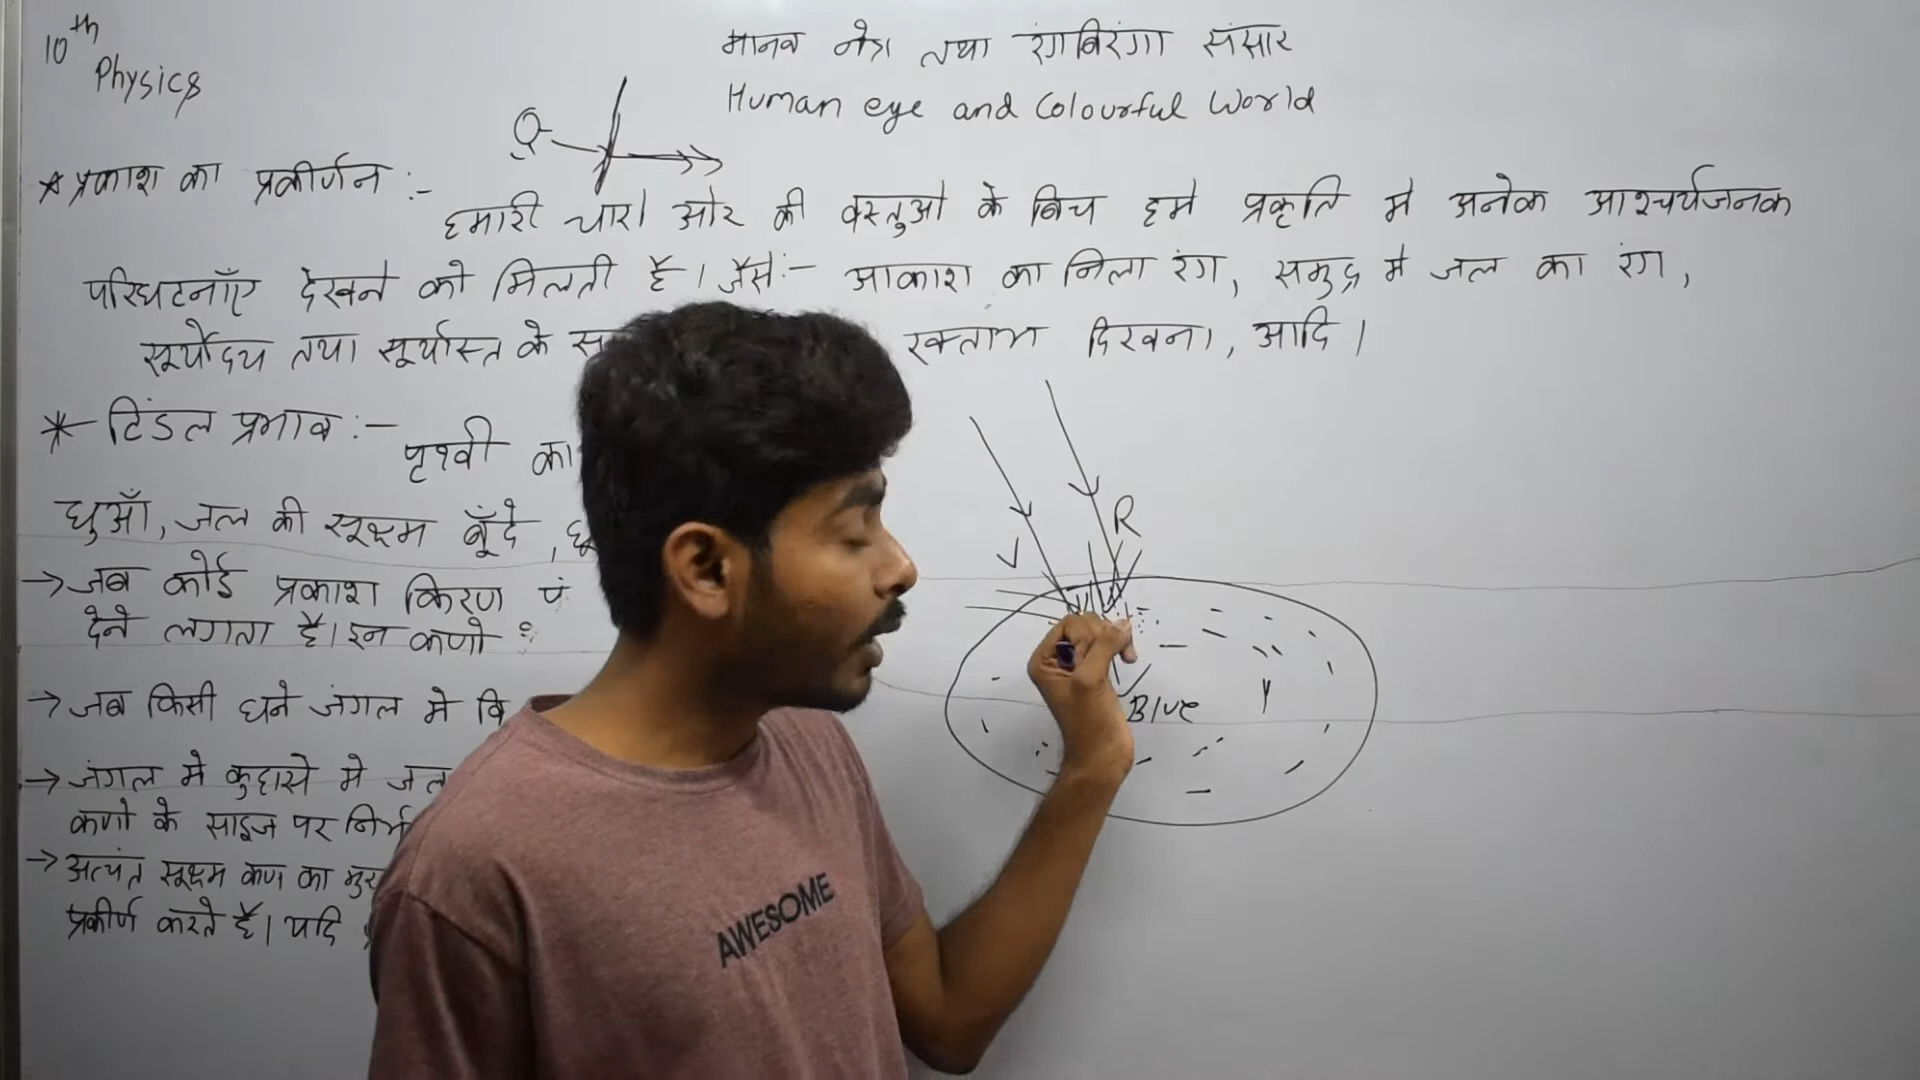 10th
Physics
मानव नेत्र तथा रंगबिरंगा संसार
Human eye and Colourful World
* प्रकाश का प्रकीर्णन :-
हमारी चारो ओर की वस्तुओ के बिच हमे प्रकृति मे अनेक आश्चर्यजनक
परिघटनाएँ देखने को मिलती है। जैसे:- आकाश का निला रंग, समुद्र मे जल का रंग,
सूर्योदय तथा सूर्यास्त के रक्ताभ दिखना, आदि।
* टिंडल प्रभाव :-
पृथ्वी का
धुआँ, जल की सूक्ष्म बूँदे ,
→ जब कोई प्रकाश किरण
देने लगता है। इन कणो
→ जब किसी घने जंगल मे
→ जंगल मे कुहासे मे जल
कणो के साइज पर
→ अत्यंत सूक्ष्म कण का
प्रकीर्ण करते है। यदि
V
R
Blue
AWESOME